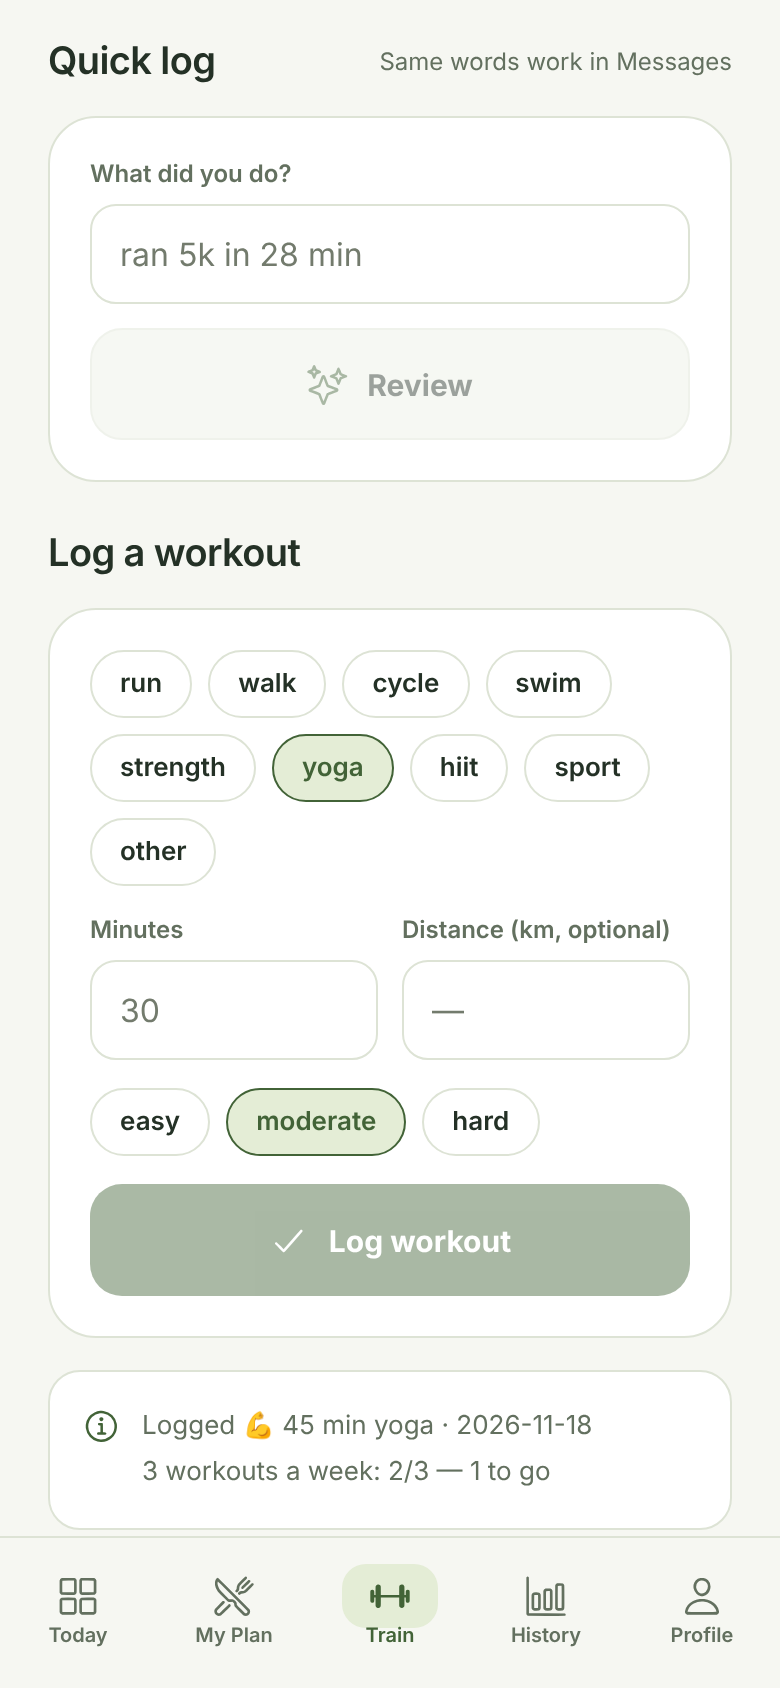 Quick log
Same words work in Messages
What did you do?
ran 5k in 28 min
Review
Log a workout
run walk cycle swim
strength yoga hiit sport
other
Minutes Distance (km, optional)
30 —
easy moderate hard
Log workout
Logged 💪 45 min yoga · 2026-11-18
3 workouts a week: 2/3 — 1 to go
Today My Plan Train History Profile